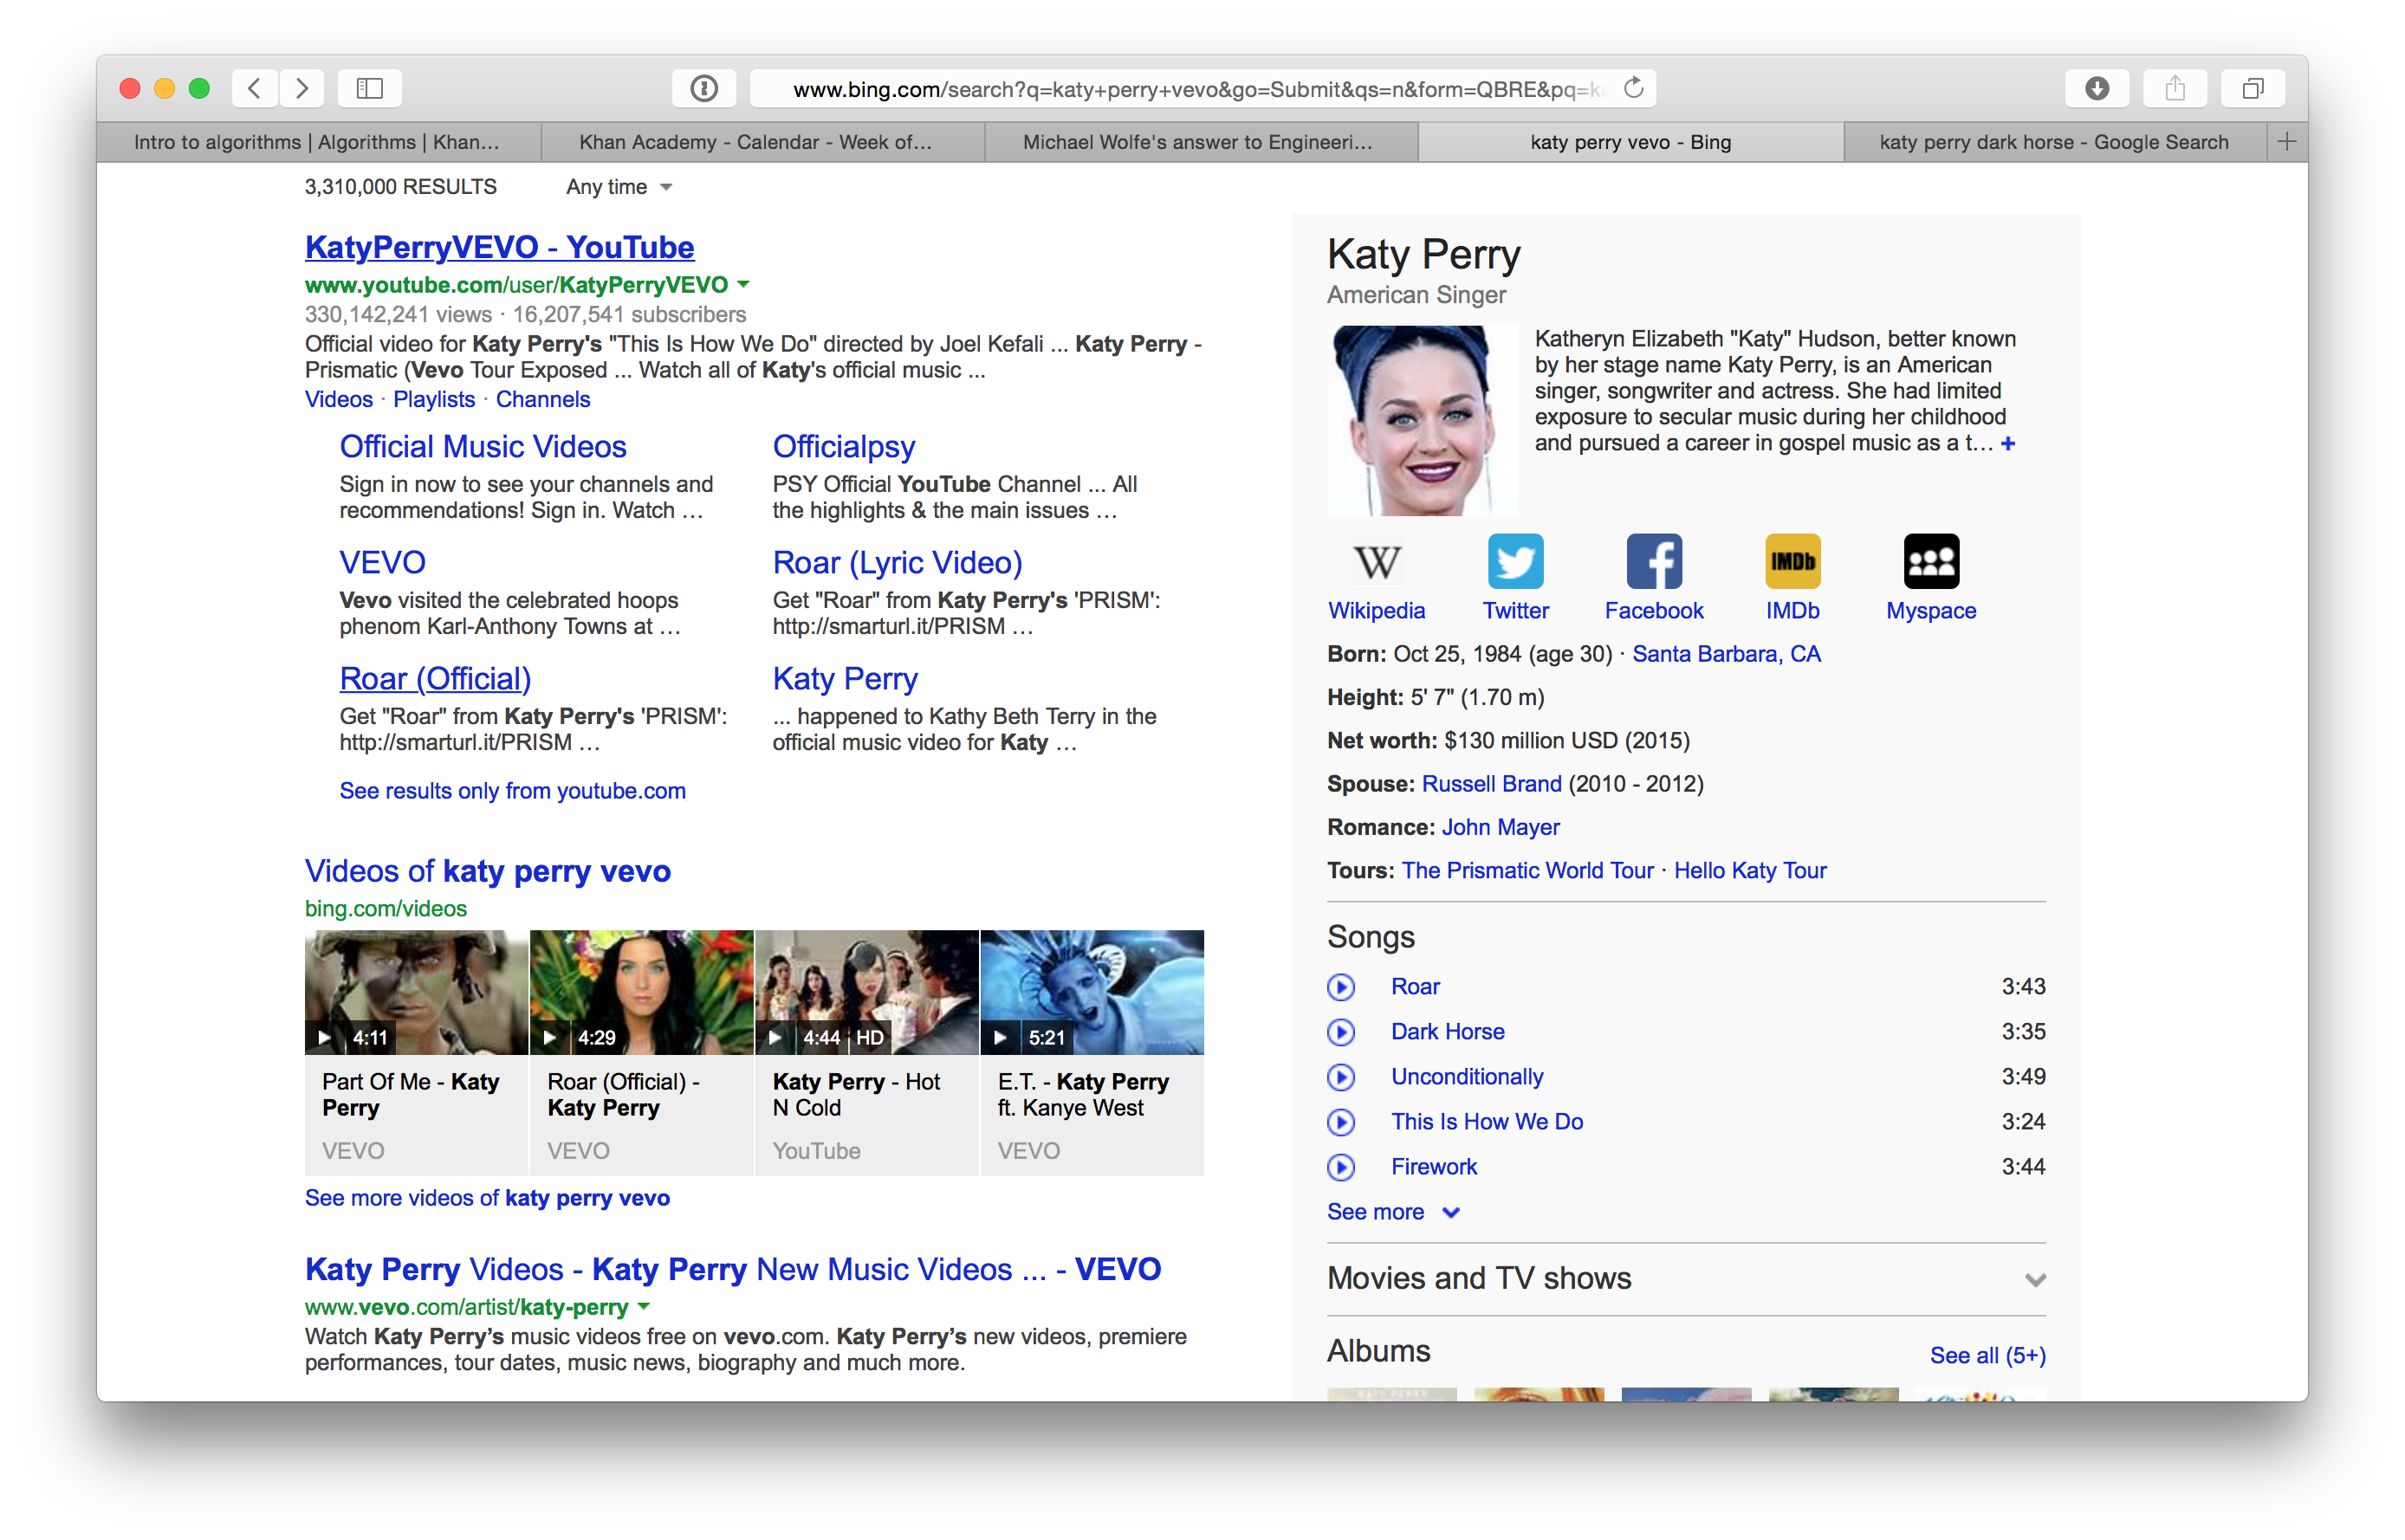 www.bing.com/search?q=katy+perry+vevo&go=Submit&qs=n&form=QBRE&pq=k
Intro to algorithms | Algorithms | Khan...
Khan Academy - Calendar - Week of...
Michael Wolfe's answer to Engineeri...
katy perry vevo - Bing
katy perry dark horse - Google Search
3,310,000 RESULTS
Any time
KatyPerryVEVO - YouTube
www.youtube.com/user/KatyPerryVEVO
330,142,241 views · 16,207,541 subscribers
Official video for Katy Perry's "This Is How We Do" directed by Joel Kefali ... Katy Perry -
Prismatic (Vevo Tour Exposed ... Watch all of Katy's official music ...
Videos · Playlists · Channels
Official Music Videos
Sign in now to see your channels and
recommendations! Sign in. Watch …
Officialpsy
PSY Official YouTube Channel ... All
the highlights & the main issues …
VEVO
Vevo visited the celebrated hoops
phenom Karl-Anthony Towns at …
Roar (Lyric Video)
Get "Roar" from Katy Perry's 'PRISM':
http://smarturl.it/PRISM …
Roar (Official)
Get "Roar" from Katy Perry's 'PRISM':
http://smarturl.it/PRISM …
Katy Perry
... happened to Kathy Beth Terry in the
official music video for Katy …
See results only from youtube.com
Videos of katy perry vevo
bing.com/videos
4:11
4:29
4:44 HD
5:21
Part Of Me - Katy
Perry
VEVO
Roar (Official) -
Katy Perry
VEVO
Katy Perry - Hot
N Cold
YouTube
E.T. - Katy Perry
ft. Kanye West
VEVO
See more videos of katy perry vevo
Katy Perry Videos - Katy Perry New Music Videos ... - VEVO
www.vevo.com/artist/katy-perry
Watch Katy Perry’s music videos free on vevo.com. Katy Perry’s new videos, premiere
performances, tour dates, music news, biography and much more.
Katy Perry
American Singer
Katheryn Elizabeth "Katy" Hudson, better known
by her stage name Katy Perry, is an American
singer, songwriter and actress. She had limited
exposure to secular music during her childhood
and pursued a career in gospel music as a t… +
W
IMDb
Wikipedia
Twitter
Facebook
IMDb
Myspace
Born: Oct 25, 1984 (age 30) · Santa Barbara, CA
Height: 5' 7" (1.70 m)
Net worth: $130 million USD (2015)
Spouse: Russell Brand (2010 - 2012)
Romance: John Mayer
Tours: The Prismatic World Tour · Hello Katy Tour
Songs
Roar 3:43
Dark Horse 3:35
Unconditionally 3:49
This Is How We Do 3:24
Firework 3:44
See more
Movies and TV shows
Albums
See all (5+)
KATY PERRY